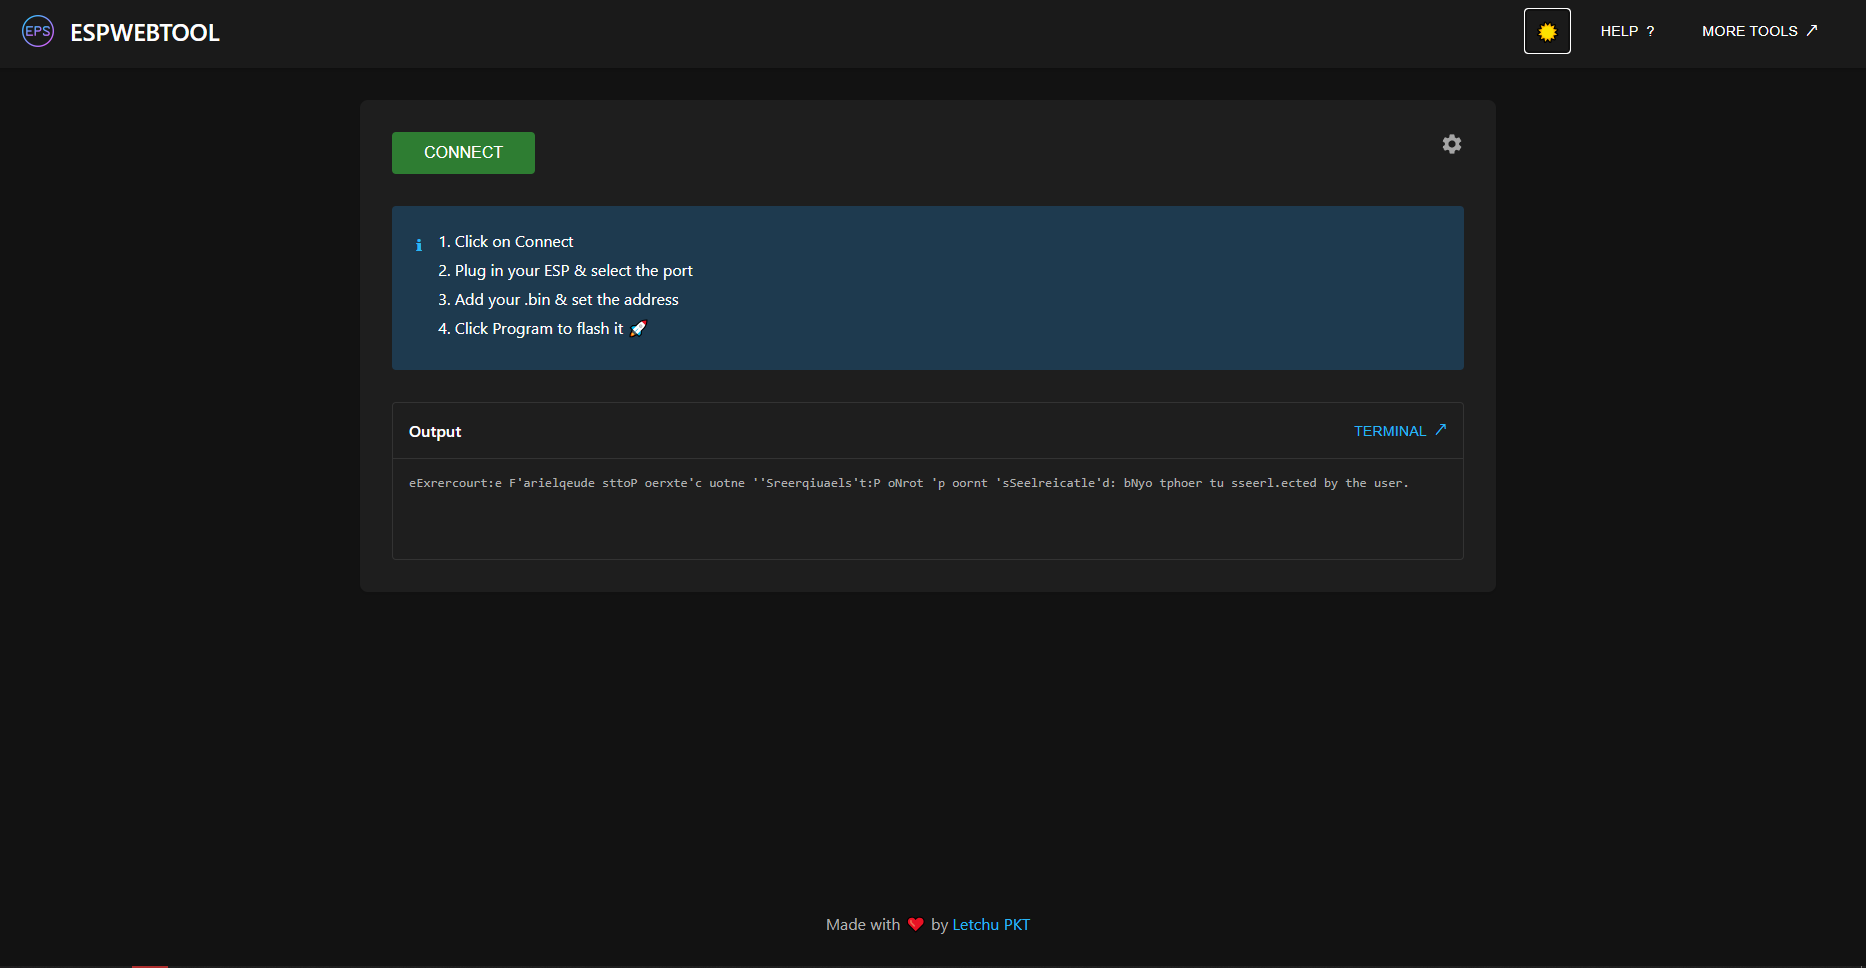 EPS ESPWEBTOOL HELP ? MORE TOOLS ↗
CONNECT
ℹ 1. Click on Connect
2. Plug in your ESP & select the port
3. Add your .bin & set the address
4. Click Program to flash it 🚀
Output TERMINAL ↗
eExrercourt:e F'arielqeude sttoP oerxte'c uotne ''Sreerqiuaels't:P oNrot 'p oornt 'sSeelreicatle'd: bNyo tphoer tu sseerl.ected by the user.
Made with ❤ by Letchu PKT